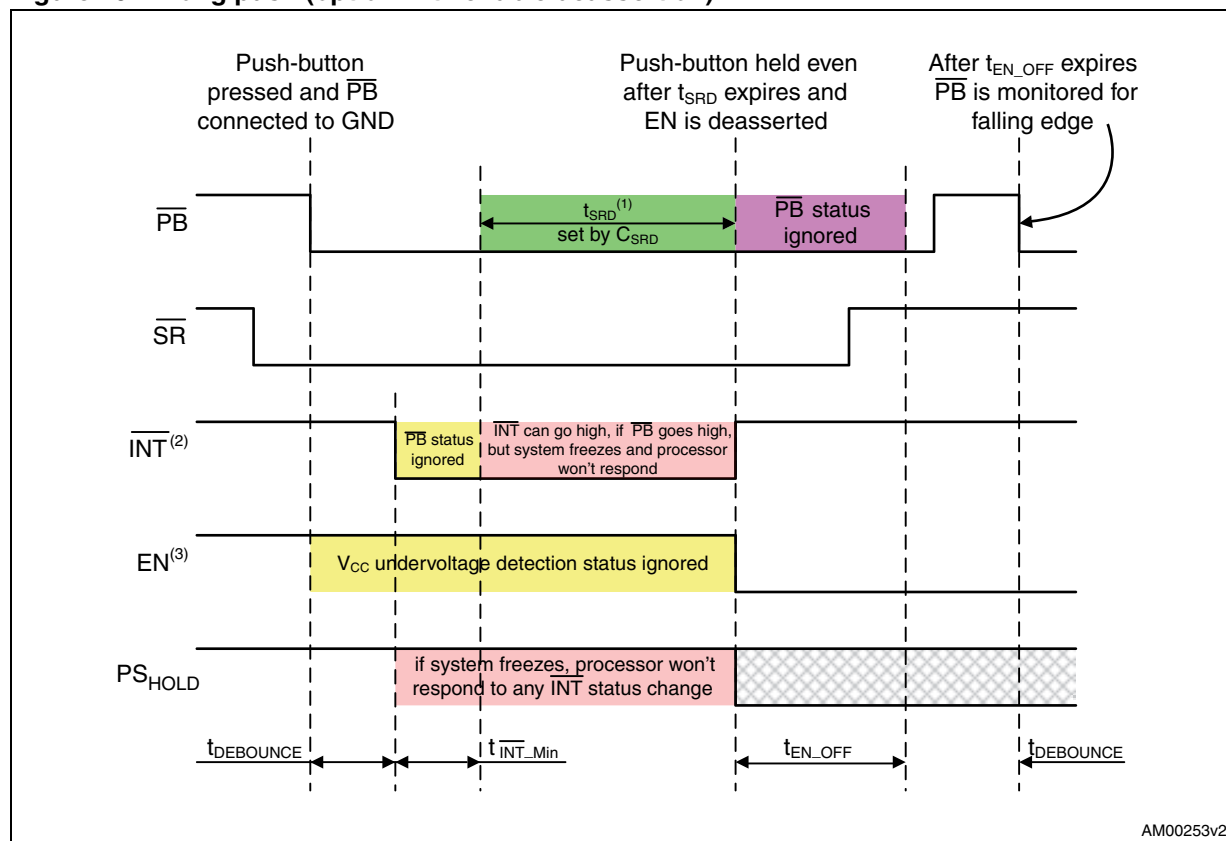 Push-button
pressed and PB
connected to GND
Push-button held even
after tSRD expires and
EN is deasserted
After tEN_OFF expires
PB is monitored for
falling edge
PB
tSRD(1)
set by CSRD
PB status
ignored
SR
INT(2)
PB status
ignored
INT can go high, if PB goes high,
but system freezes and processor
won't respond
EN(3)
VCC undervoltage detection status ignored
PSHOLD
if system freezes, processor won't
respond to any INT status change
tDEBOUNCE
tINT_Min
tEN_OFF
tDEBOUNCE
AM00253v2